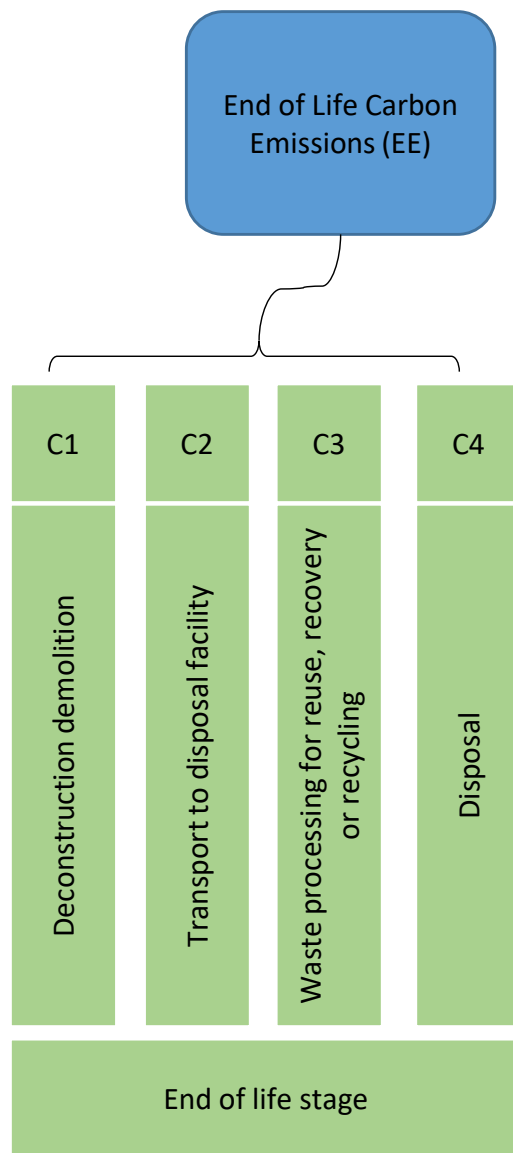 End of Life Carbon
Emissions (EE)
C1
C2
C3
C4
Deconstruction demolition
Transport to disposal facility
Waste processing for reuse, recovery
or recycling
Disposal
End of life stage